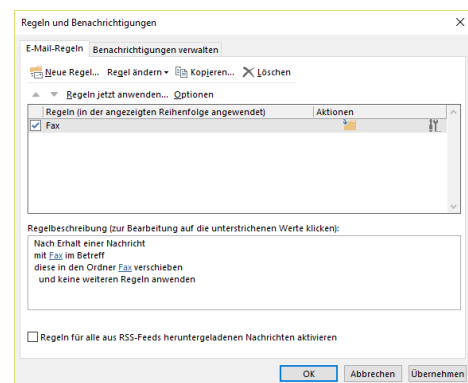 Regeln und Benachrichtigungen
E-Mail-Regeln Benachrichtigungen verwalten
Neue Regel... Regel ändern Kopieren... Löschen
Regeln jetzt anwenden... Optionen
Regeln (in der angezeigten Reihenfolge angewendet) Aktionen
Fax
Regelbeschreibung (zur Bearbeitung auf die unterstrichenen Werte klicken):
Nach Erhalt einer Nachricht
mit Fax im Betreff
diese in den Ordner Fax verschieben
und keine weiteren Regeln anwenden
Regeln für alle aus RSS-Feeds heruntergeladenen Nachrichten aktivieren
OK Abbrechen Übernehmen